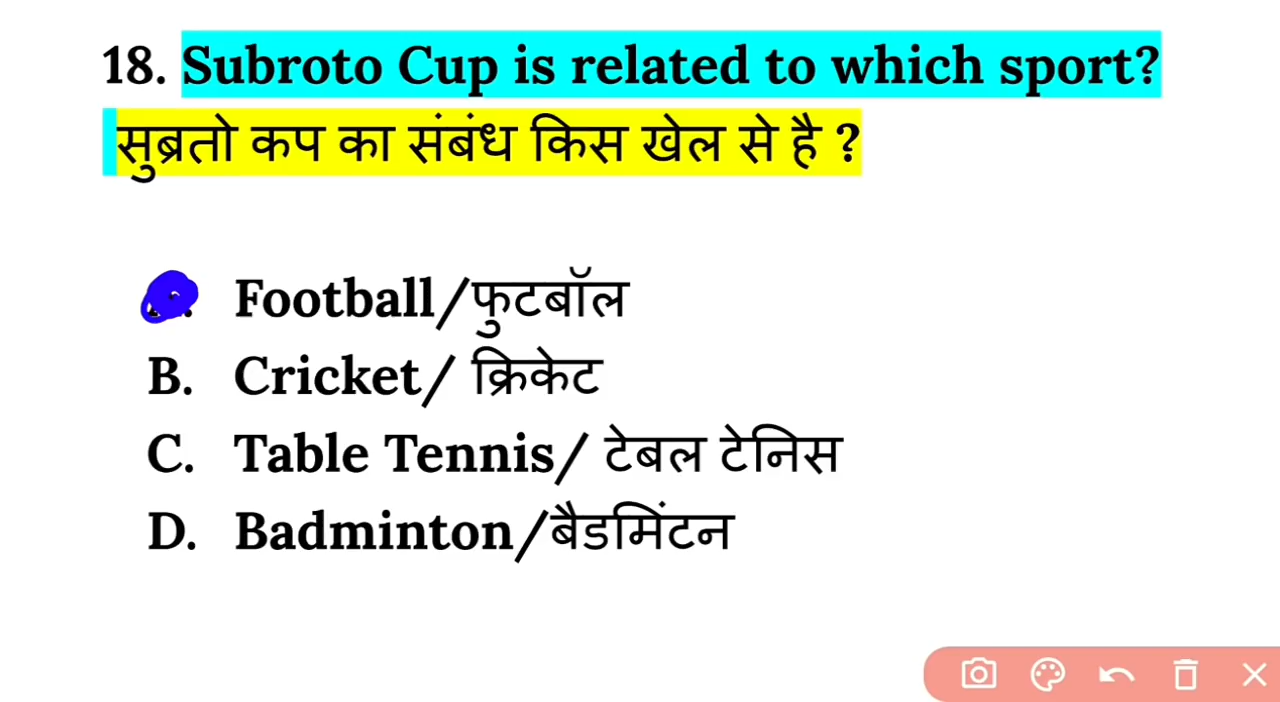 18. Subroto Cup is related to which sport?
सुब्रतो कप का संबंध किस खेल से है ?
Football/फुटबॉल
B. Cricket/ क्रिकेट
C. Table Tennis/ टेबल टेनिस
D. Badminton/बैडमिंटन